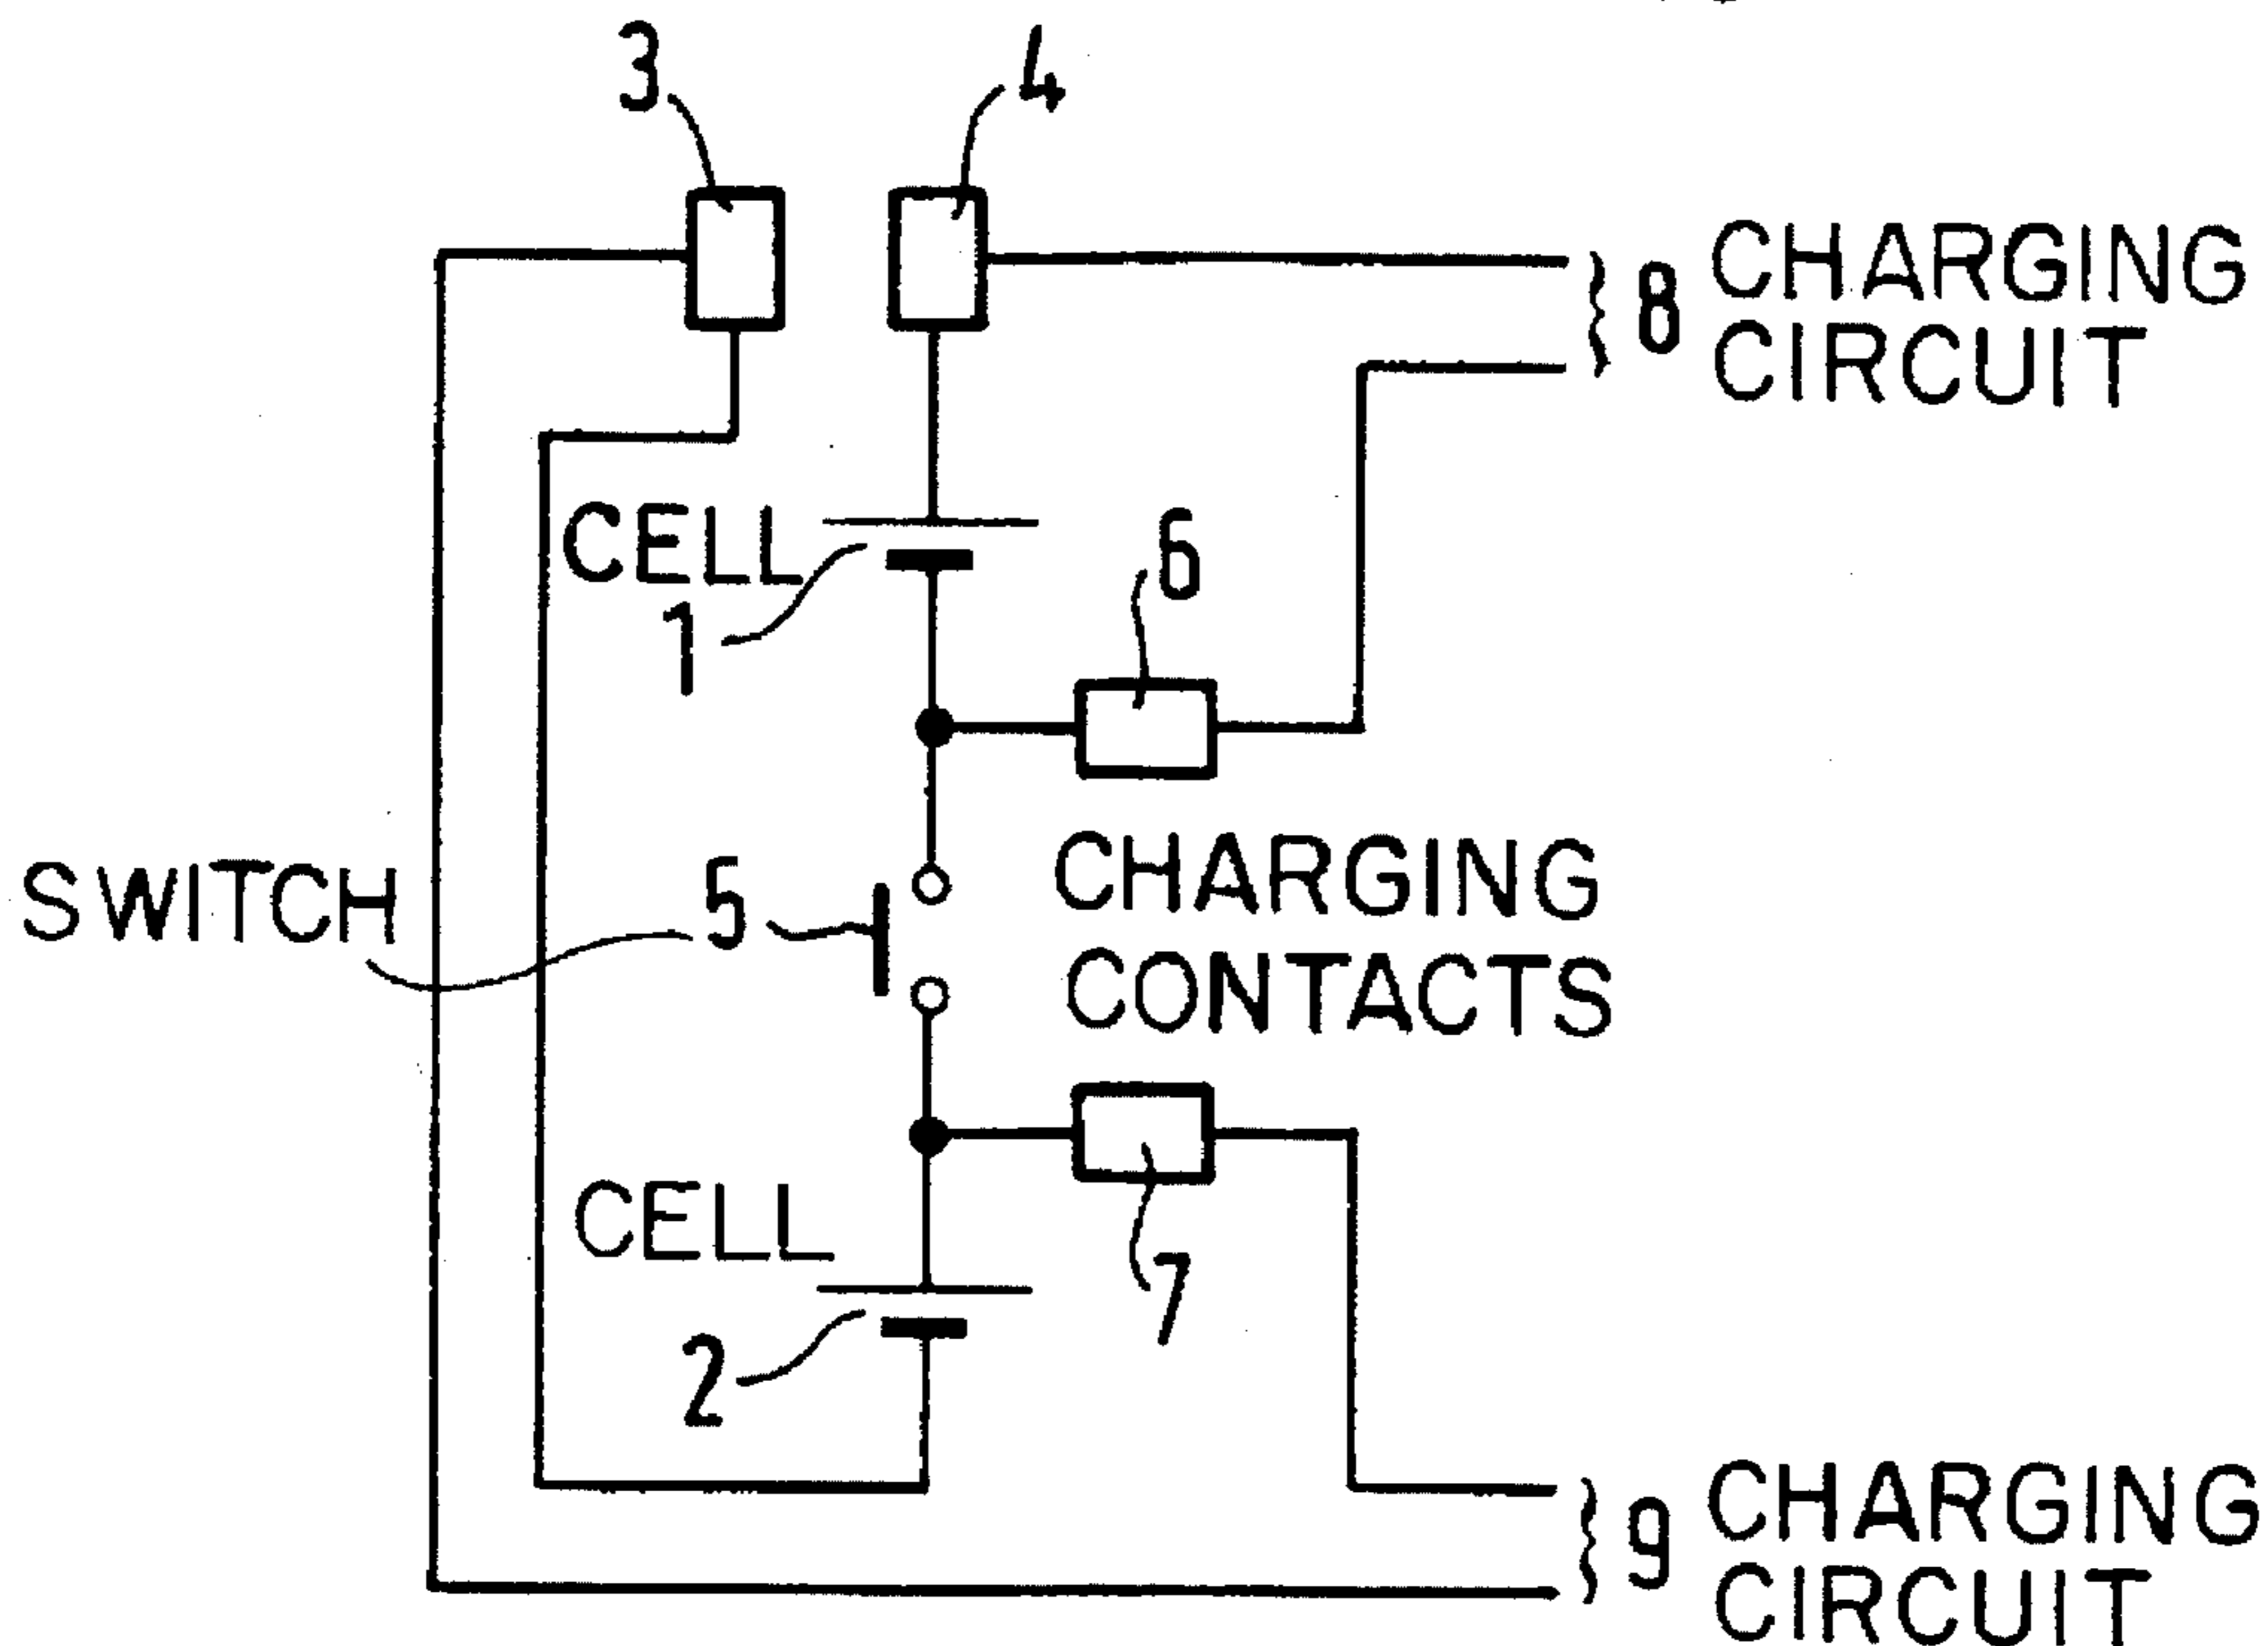 3
4
8 CHARGING
CIRCUIT
CELL
1
6
SWITCH
5
CHARGING
CONTACTS
CELL
2
7
9 CHARGING
CIRCUIT